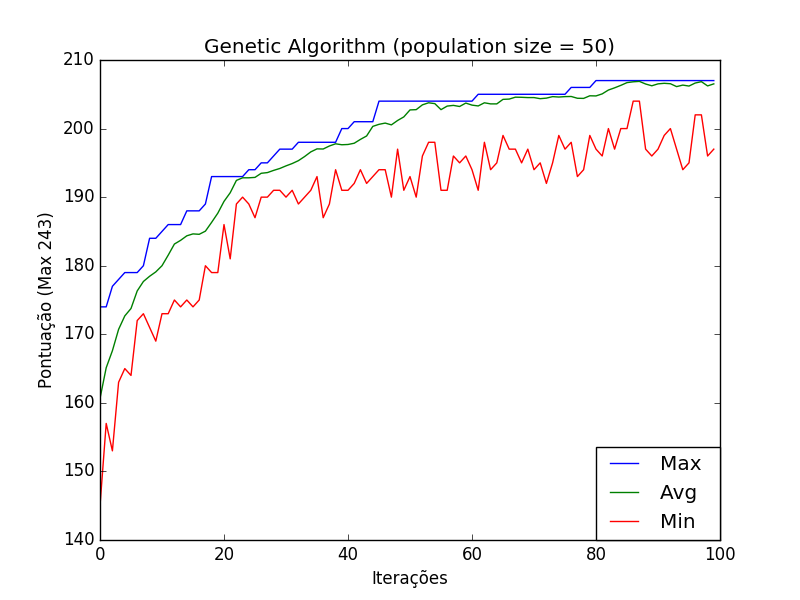 Genetic Algorithm (population size = 50)
210
200
190
180
170
160
150
140
Pontuação (Max 243)
0
20
40
60
80
100
Iterações
Max
Avg
Min